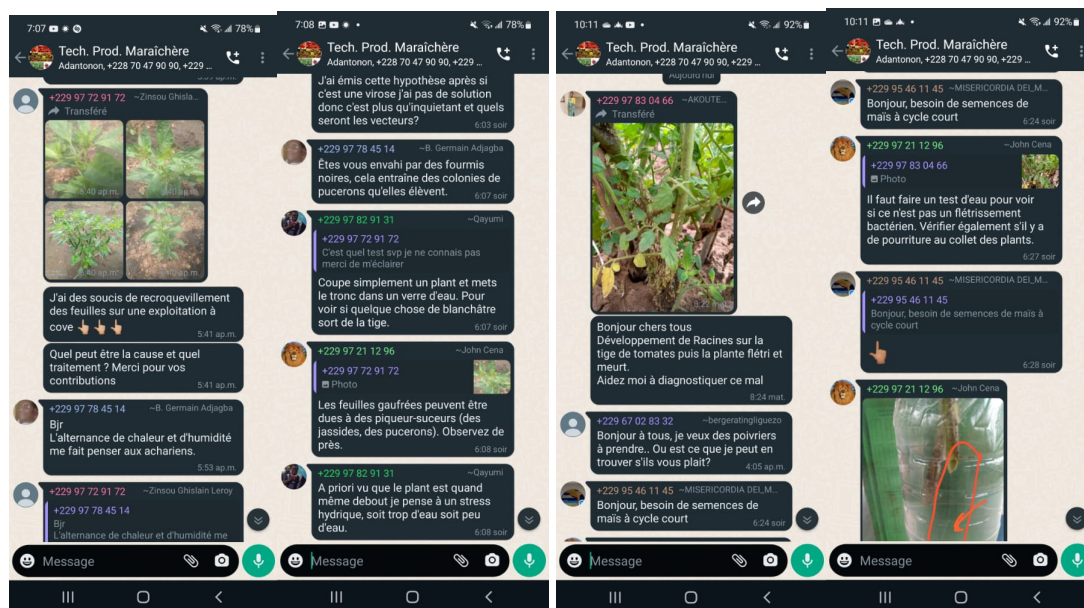 7:07
78%
Tech. Prod. Maraîchère
Adantonon, +228 70 47 90 90, +229 ...
+229 97 72 91 72 ~Zinsou Ghisla...
Transféré
5:40 ap.m.
5:40 ap.m.
5:40 ap.m.
5:40 ap.m.
J'ai des soucis de recroquevillement
des feuilles sur une exploitation à
cove 👆🏽👆🏽👆🏽
5:41 ap.m.
Quel peut être la cause et quel
traitement ? Merci pour vos
contributions
5:41 ap.m.
+229 97 78 45 14 ~B. Germain Adjagba
Bjr
L'alternance de chaleur et d'humidité
me fait penser aux achariens.
5:53 ap.m.
+229 97 72 91 72 ~Zinsou Ghislain Leroy
+229 97 78 45 14
Bjr
L'alternance de chaleur et d'humidité me
Message
7:08
78%
Tech. Prod. Maraîchère
Adantonon, +228 70 47 90 90, +229 ...
J'ai émis cette hypothèse après si
c'est une virose j'ai pas de solution
donc c'est plus qu'inquietant et quels
seront les vecteurs?
6:03 soir
+229 97 78 45 14 ~B. Germain Adjagba
Êtes vous envahi par des fourmis
noires, cela entraîne des colonies de
pucerons qu'elles élèvent.
6:07 soir
+229 97 82 91 31 ~Qayumi
+229 97 72 91 72
C'est quel test svp je ne connais pas
merci de m'éclairer
Coupe simplement un plant et mets
le tronc dans un verre d'eau. Pour
voir si quelque chose de blanchâtre
sort de la tige.
6:07 soir
+229 97 21 12 96 ~John Cena
+229 97 72 91 72
Photo
Les feuilles gaufrées peuvent être
dues à des piqueur-suceurs (des
jassides, des pucerons). Observez de
près.
6:08 soir
+229 97 82 91 31 ~Qayumi
A priori vu que le plant est quand
même debout je pense à un stress
hydrique, soit trop d'eau soit peu
d'eau.
6:08 soir
Message
10:11
92%
Tech. Prod. Maraîchère
Adantonon, +228 70 47 90 90, +229 ...
Aujourd'hui
+229 97 83 04 66 ~AKOUTE...
Transféré
Bonjour chers tous
Développement de Racines sur la
tige de tomates puis la plante flétri et
meurt.
Aidez moi à diagnostiquer ce mal
8:24 mat.
+229 67 02 83 32 ~bergeratingliguezo
Bonjour à tous, je veux des poivriers
à prendre.. Ou est ce que je peut en
trouver s'ils vous plait?
4:05 ap.m.
+229 95 46 11 45 ~MISERICORDIA DEI_M...
Bonjour, besoin de semences de
maïs à cycle court
6:24 soir
Message
10:11
92%
Tech. Prod. Maraîchère
Adantonon, +228 70 47 90 90, +229 ...
+229 95 46 11 45 ~MISERICORDIA DEI_M...
Bonjour, besoin de semences de
maïs à cycle court
6:24 soir
+229 97 21 12 96 ~John Cena
+229 97 83 04 66
Photo
Il faut faire un test d'eau pour voir
si ce n'est pas un flétrissement
bactérien. Vérifier également s'il y a
de pourriture au collet des plants.
6:27 soir
+229 95 46 11 45 ~MISERICORDIA DEI_M...
+229 95 46 11 45
Bonjour, besoin de semences de maïs à
cycle court
👆🏽
6:28 soir
+229 97 21 12 96 ~John Cena
Message